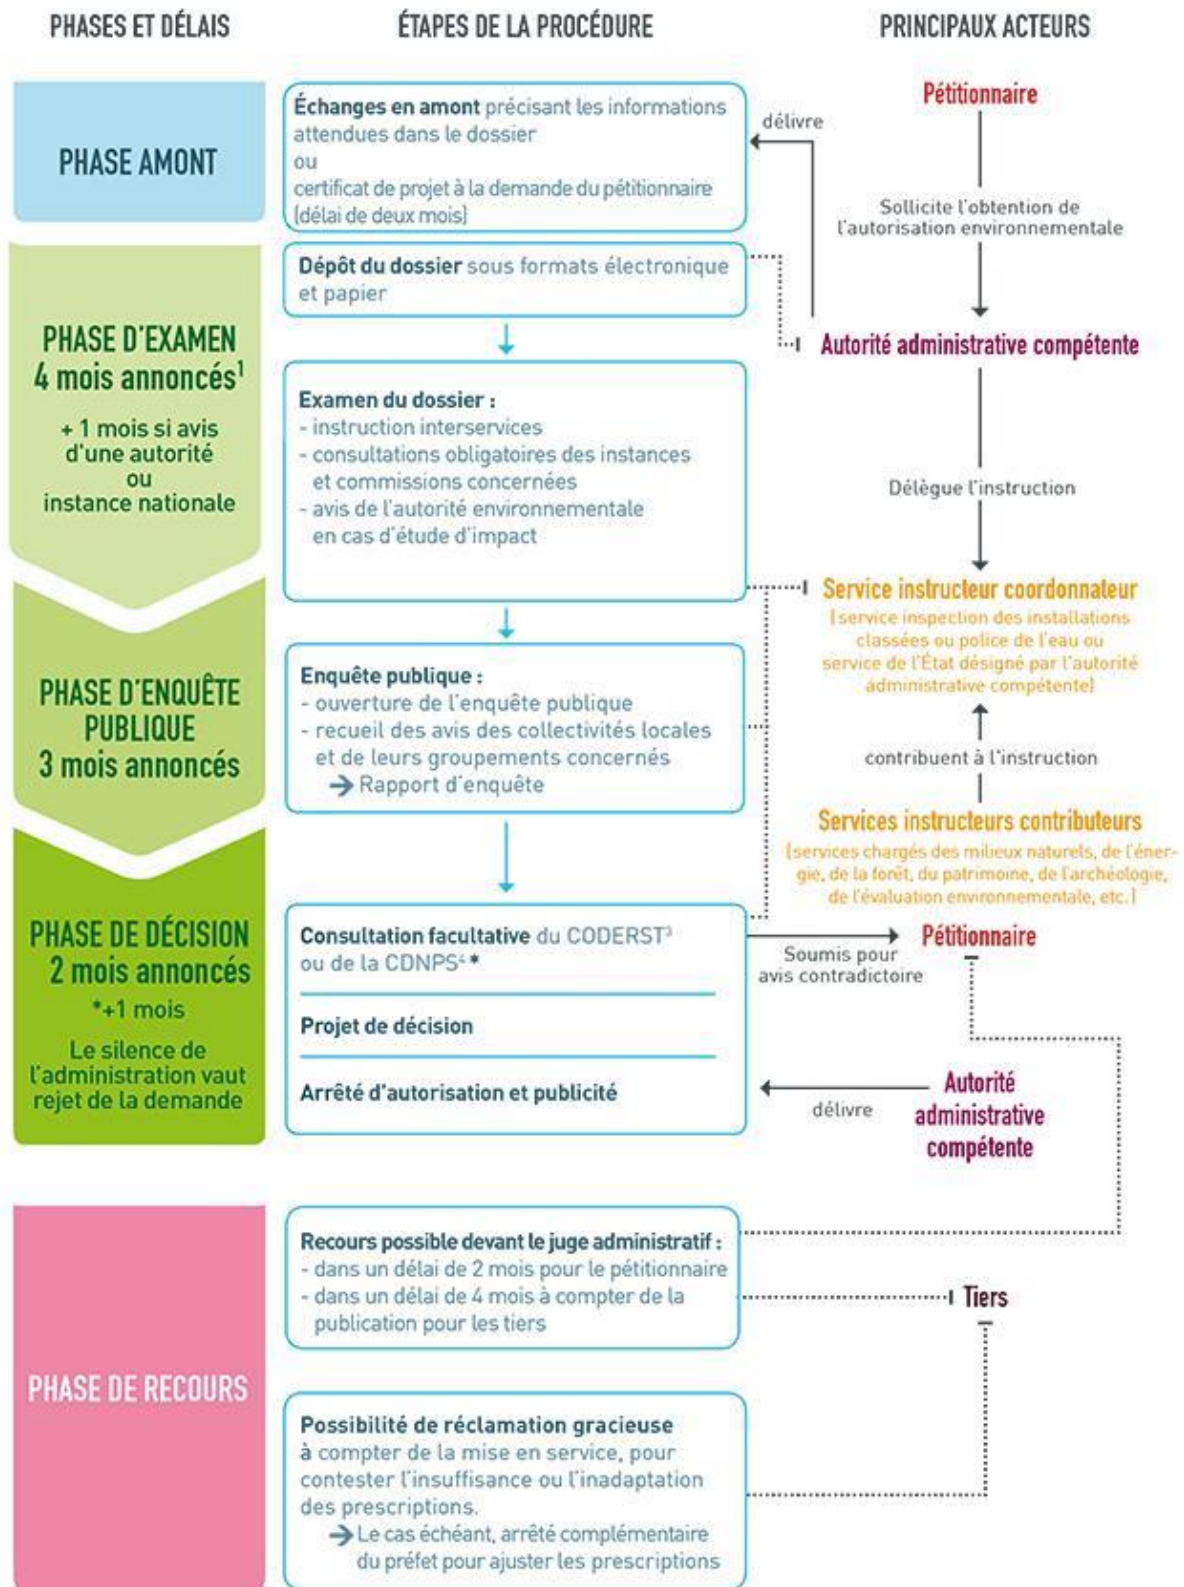 PHASES ET DÉLAIS
ÉTAPES DE LA PROCÉDURE
PRINCIPAUX ACTEURS
PHASE AMONT
Échanges en amont précisant les informations
attendues dans le dossier
ou
certificat de projet à la demande du pétitionnaire
(délai de deux mois)
délivre
Pétitionnaire
Sollicite l'obtention de
l'autorisation environnementale
PHASE D'EXAMEN
4 mois annoncés¹
+ 1 mois si avis
d'une autorité
ou
instance nationale
Dépôt du dossier sous formats électronique
et papier
Autorité administrative compétente
Examen du dossier :
- instruction interservices
- consultations obligatoires des instances
et commissions concernées
- avis de l'autorité environnementale
en cas d'étude d'impact
Délègue l'instruction
Service instructeur coordonnateur
(service inspection des installations
classées ou police de l'eau ou
service de l'État désigné par l'autorité
administrative compétente)
PHASE D'ENQUÊTE
PUBLIQUE
3 mois annoncés
Enquête publique :
- ouverture de l'enquête publique
- recueil des avis des collectivités locales
et de leurs groupements concernés
→ Rapport d'enquête
contribuent à l'instruction
Services instructeurs contributeurs
(services chargés des milieux naturels, de l'éner-
gie, de la forêt, du patrimoine, de l'archéologie,
de l'évaluation environnementale, etc.)
PHASE DE DÉCISION
2 mois annoncés
*+1 mois
Le silence de
l'administration vaut
rejet de la demande
Consultation facultative du CODERST³
ou de la CDNPS⁴ *
Projet de décision
Arrêté d'autorisation et publicité
Soumis pour
avis contradictoire
Pétitionnaire
délivre
Autorité
administrative
compétente
PHASE DE RECOURS
Recours possible devant le juge administratif :
- dans un délai de 2 mois pour le pétitionnaire
- dans un délai de 4 mois à compter de la
publication pour les tiers
Tiers
Possibilité de réclamation gracieuse
à compter de la mise en service, pour
contester l'insuffisance ou l'inadaptation
des prescriptions.
→ Le cas échéant, arrêté complémentaire
du préfet pour ajuster les prescriptions